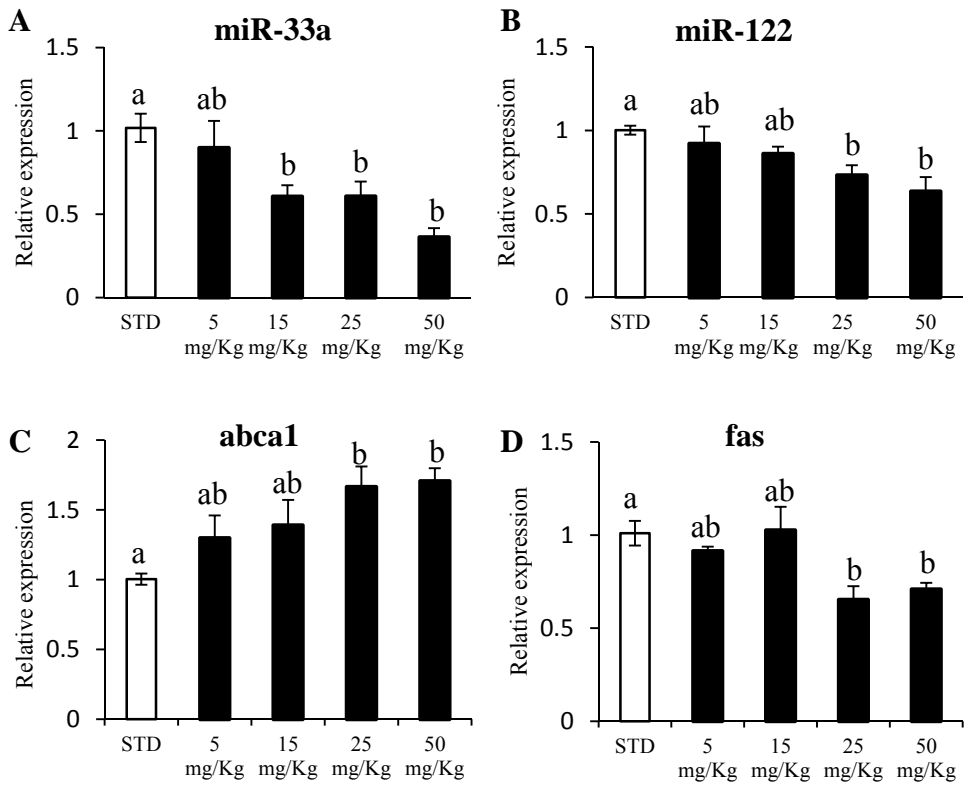 A
miR-33a
Relative expression
1.5
1
0.5
0
a
ab
b
b
b
STD
5
15
25
50
mg/Kg mg/Kg mg/Kg mg/Kg
B
miR-122
Relative expression
1.5
1
0.5
0
a
ab
ab
b
b
STD
5
15
25
50
mg/Kg mg/Kg mg/Kg mg/Kg
C
abca1
Relative expression
2
1.5
1
0.5
0
a
ab
ab
b
b
STD
5
15
25
50
mg/Kg mg/Kg mg/Kg mg/Kg
D
fas
Relative expression
1.5
1
0.5
0
a
ab
ab
b
b
STD
5
15
25
50
mg/Kg mg/Kg mg/Kg mg/Kg